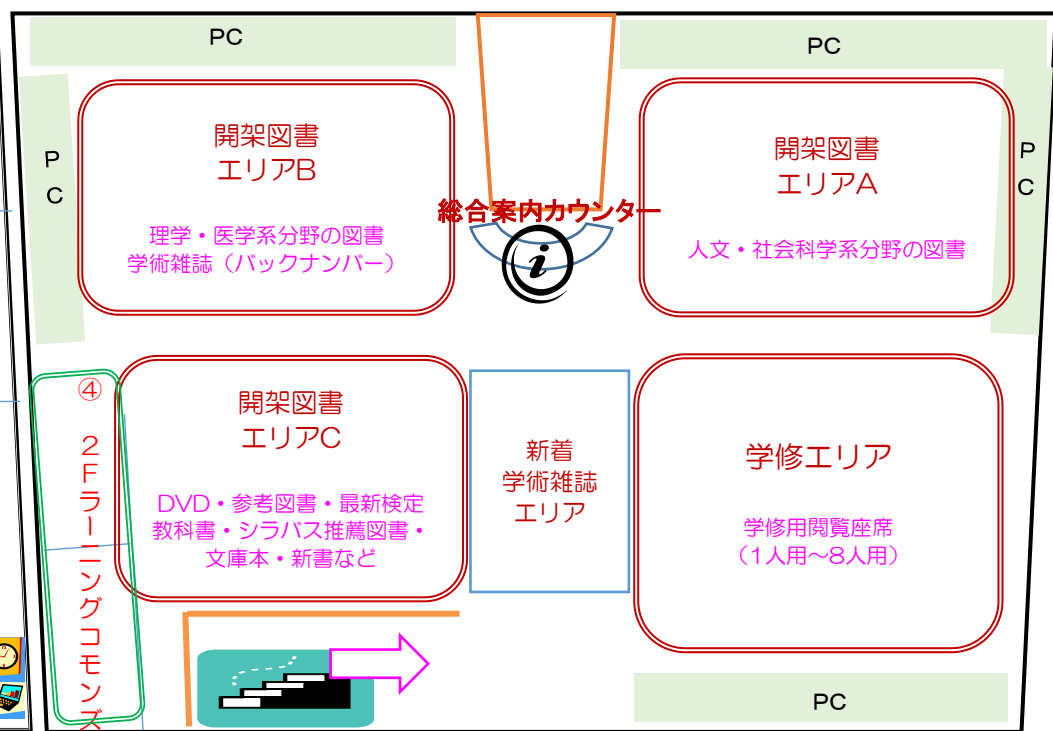 PC
PC
P
C
開架図書
エリアB
理学・医学系分野の図書
学術雑誌（バックナンバー）
総合案内カウンター
i
開架図書
エリアA
人文・社会科学系分野の図書
P
C
④
２Fラーニングコモンズ
開架図書
エリアC
DVD・参考図書・最新検定
教科書・シラバス推薦図書・
文庫本・新書など
新着
学術雑誌
エリア
学修エリア
学修用閲覧座席
（1人用～8人用）
PC